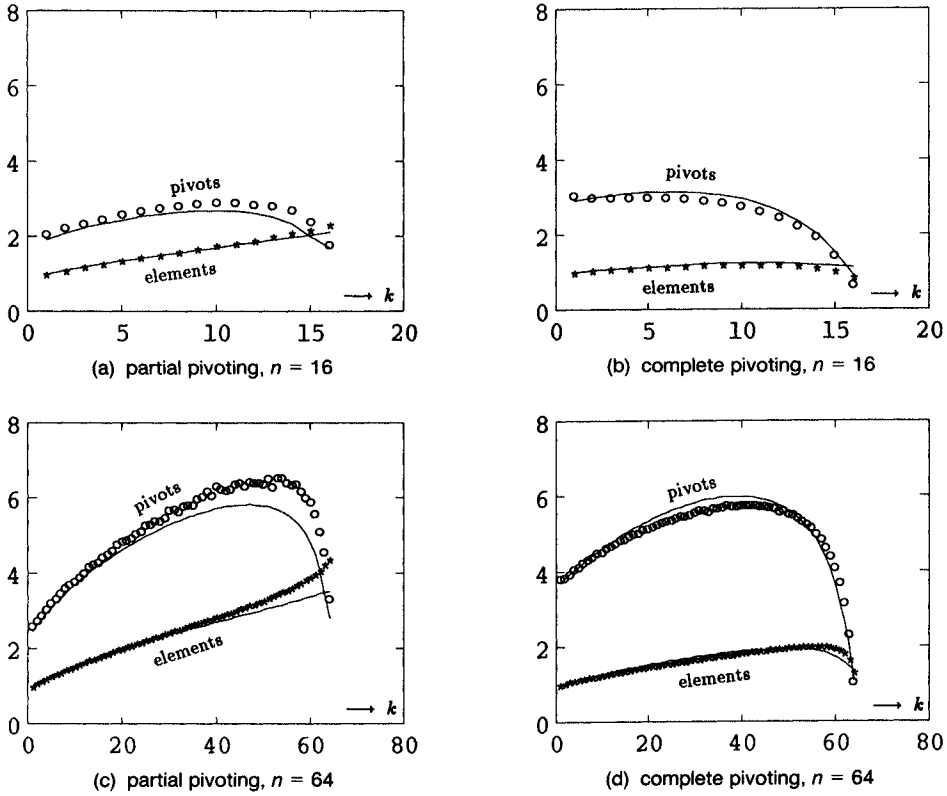 8
6
4
2
0
pivots
elements
→ k
0 5 10 15 20
(a) partial pivoting, n = 16
8
6
4
2
0
pivots
elements
→ k
0 5 10 15 20
(b) complete pivoting, n = 16
8
6
4
2
0
pivots
elements
→ k
0 20 40 60 80
(c) partial pivoting, n = 64
8
6
4
2
0
pivots
elements
→ k
0 20 40 60 80
(d) complete pivoting, n = 64